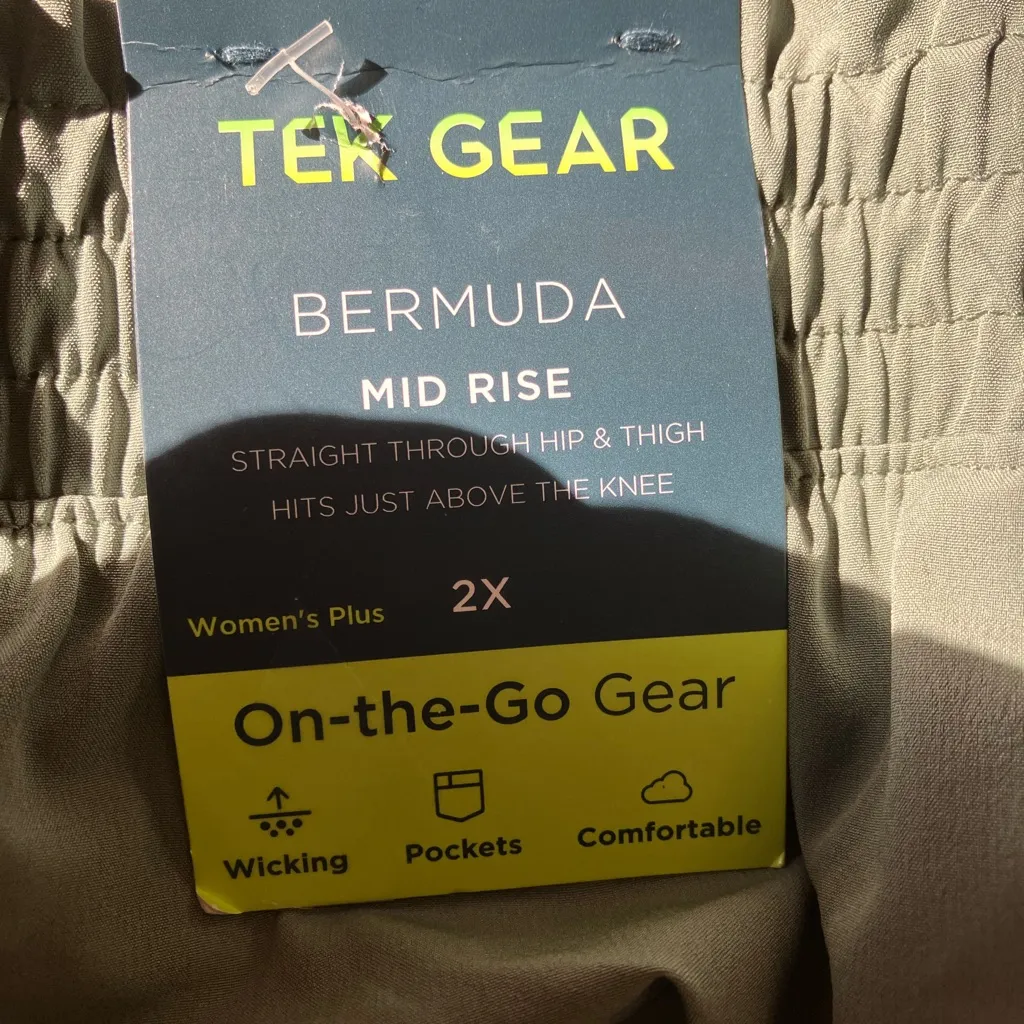 TEK GEAR
BERMUDA
MID RISE
STRAIGHT THROUGH HIP & THIGH
HITS JUST ABOVE THE KNEE
2X
Women's Plus
On-the-Go Gear
Wicking
Pockets
Comfortable